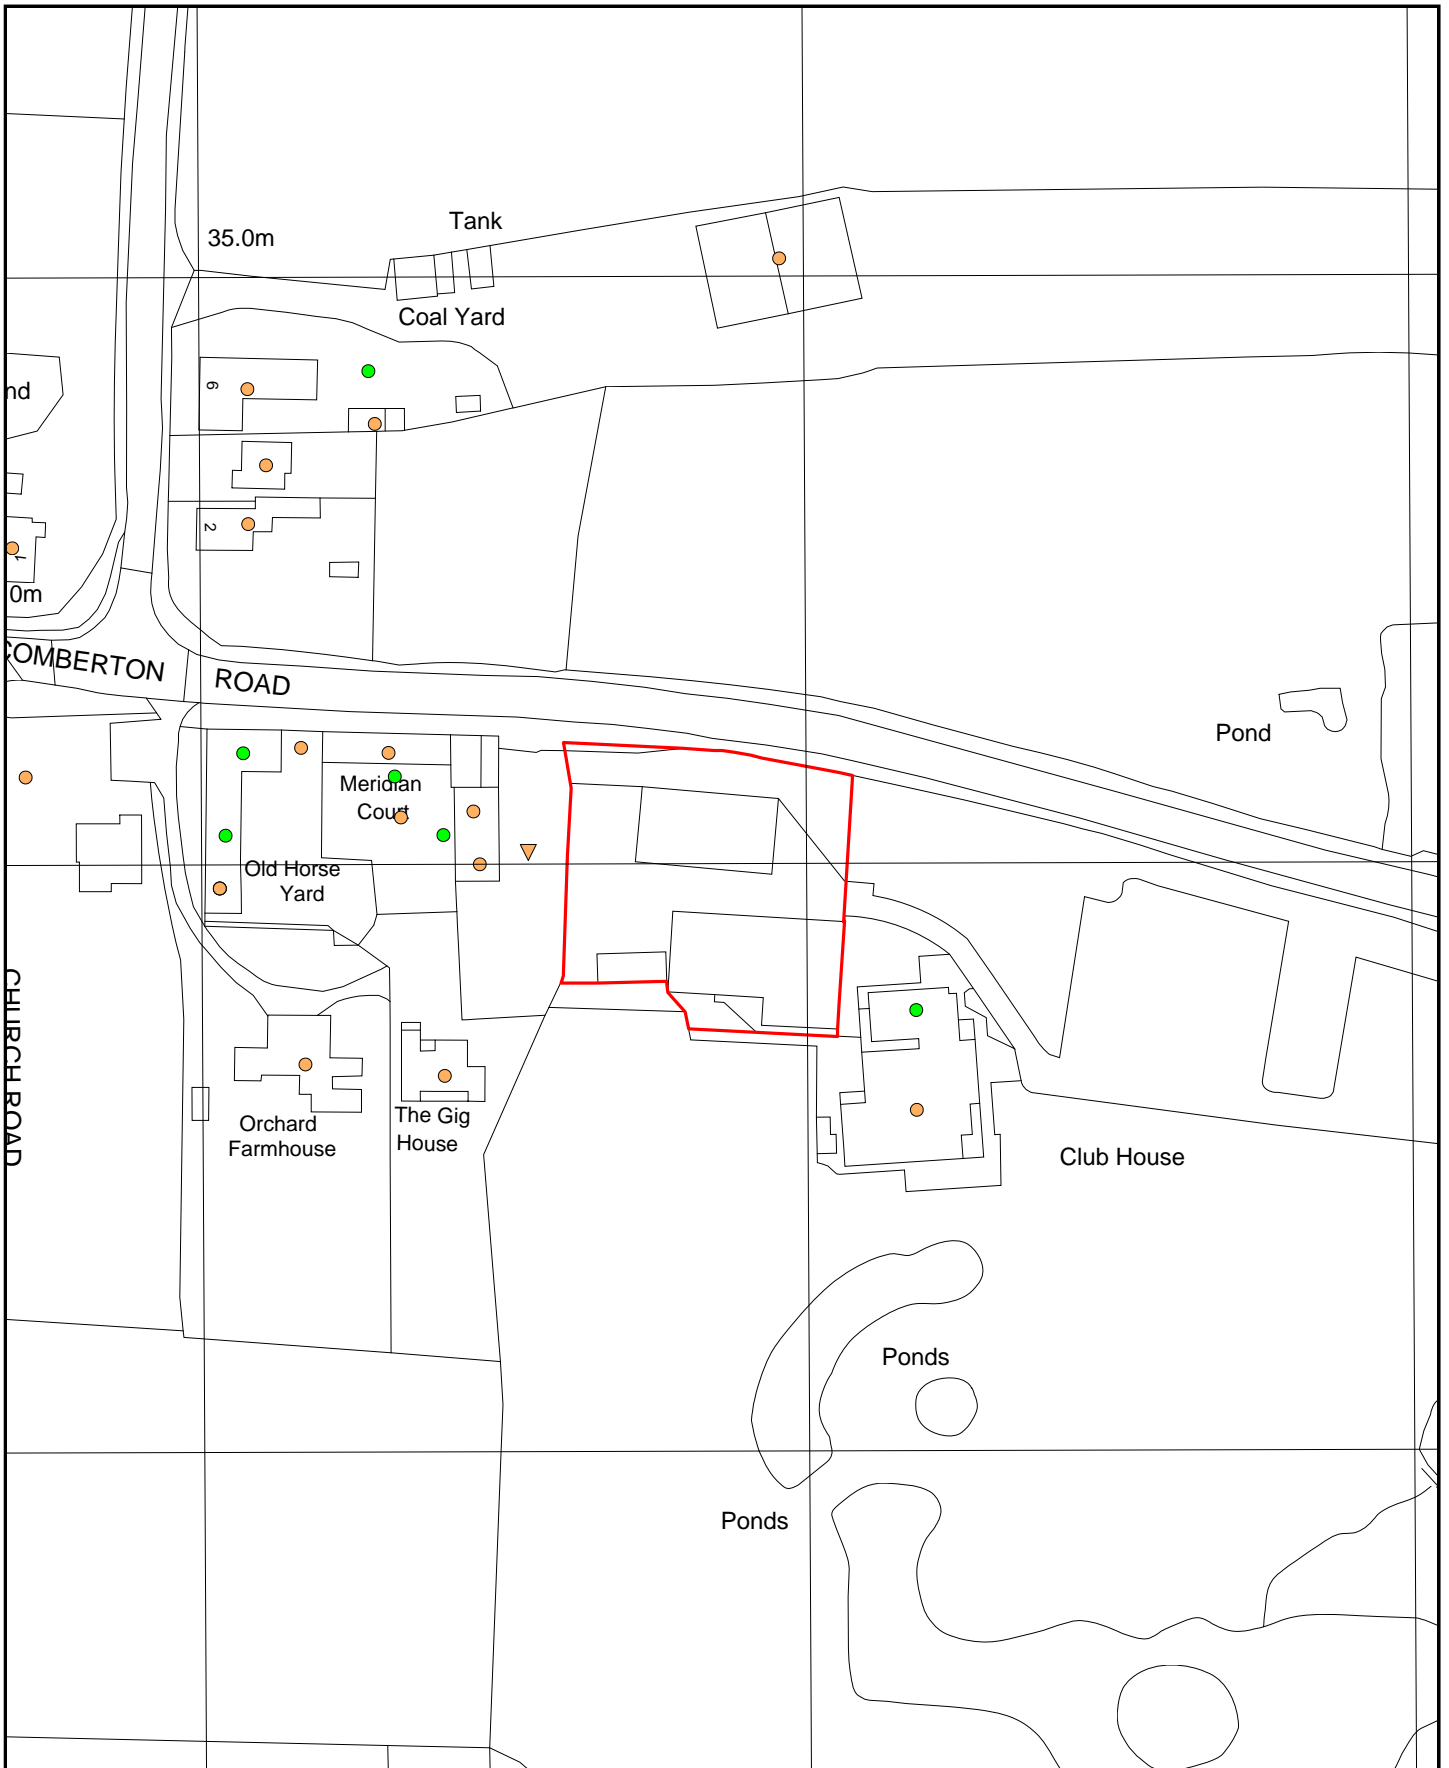 Tank
35.0m
Coal Yard
6
nd
2
1
0m
COMBERTON
ROAD
Pond
Meridian
Court
Old Horse
Yard
CHURCH ROAD
Orchard
Farmhouse
The Gig
House
Club House
Ponds
Ponds